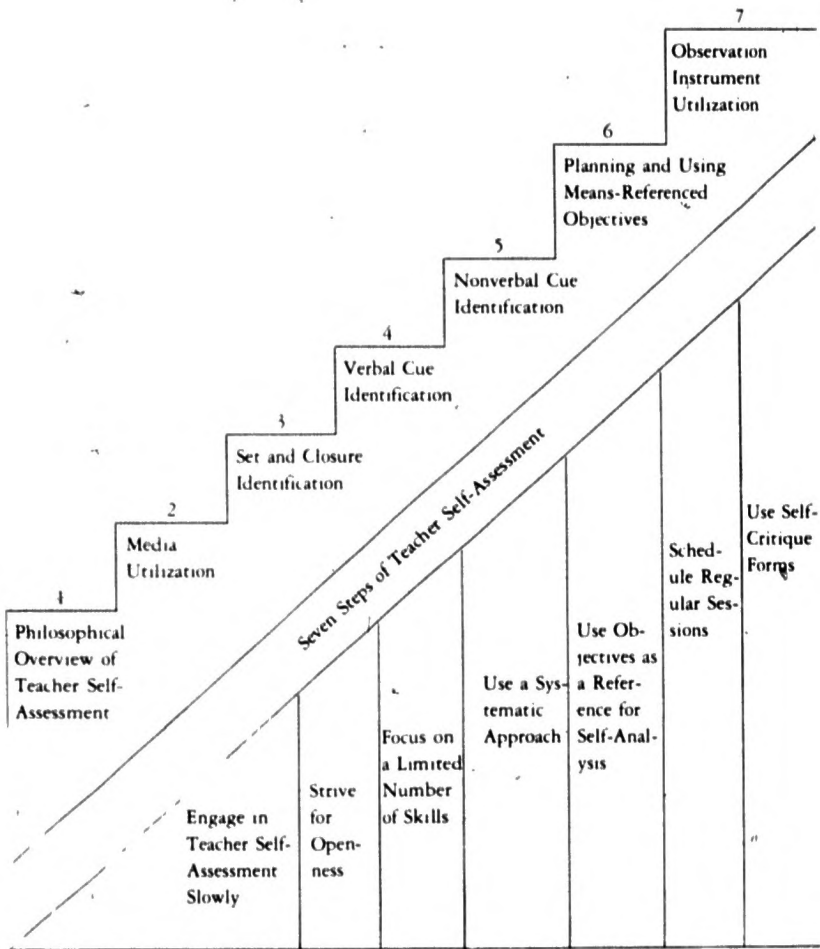 7
Observation
Instrument
Utilization
6
Planning and Using
Means-Referenced
Objectives
5
Nonverbal Cue
Identification
4
Verbal Cue
Identification
3
Set and Closure
Identification
2
Media
Utilization
1
Philosophical
Overview of
Teacher Self-
Assessment
Seven Steps of Teacher Self-Assessment
Engage in
Teacher Self-
Assessment
Slowly
Strive
for
Open-
ness
Focus on
a Limited
Number
of Skills
Use a Sys-
tematic
Approach
Use Ob-
jectives as
a Refer-
ence for
Self-Anal-
ysis
Sched-
ule Reg-
ular Ses-
sions
Use Self-
Critique
Forms